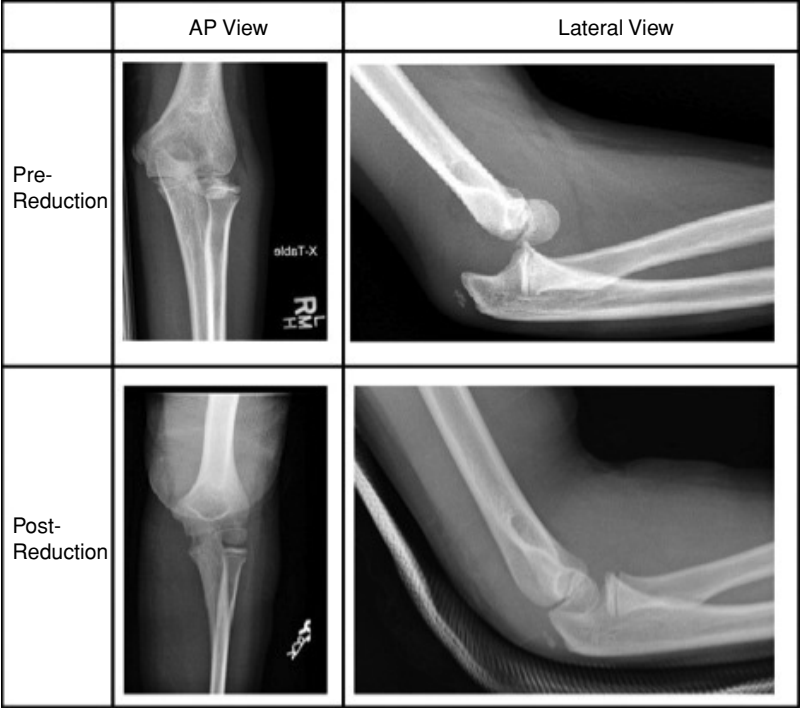 AP View
Lateral View
Pre-
Reduction
X-Table
Post-
Reduction